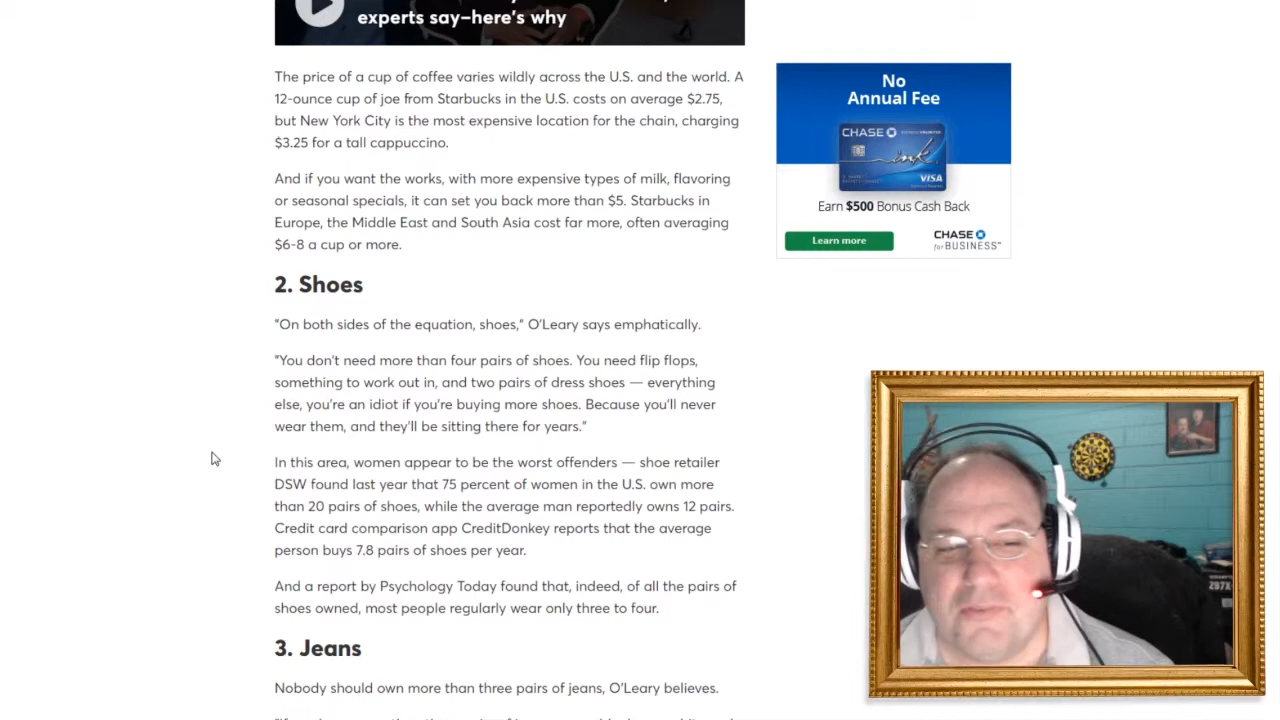 experts say–here's why
The price of a cup of coffee varies wildly across the U.S. and the world. A
12-ounce cup of joe from Starbucks in the U.S. costs on average $2.75,
but New York City is the most expensive location for the chain, charging
$3.25 for a tall cappuccino.
And if you want the works, with more expensive types of milk, flavoring
or seasonal specials, it can set you back more than $5. Starbucks in
Europe, the Middle East and South Asia cost far more, often averaging
$6-8 a cup or more.
2. Shoes
"On both sides of the equation, shoes," O'Leary says emphatically.
"You don't need more than four pairs of shoes. You need flip flops,
something to work out in, and two pairs of dress shoes — everything
else, you're an idiot if you're buying more shoes. Because you'll never
wear them, and they'll be sitting there for years."
In this area, women appear to be the worst offenders — shoe retailer
DSW found last year that 75 percent of women in the U.S. own more
than 20 pairs of shoes, while the average man reportedly owns 12 pairs.
Credit card comparison app CreditDonkey reports that the average
person buys 7.8 pairs of shoes per year.
And a report by Psychology Today found that, indeed, of all the pairs of
shoes owned, most people regularly wear only three to four.
3. Jeans
Nobody should own more than three pairs of jeans, O'Leary believes.
No
Annual Fee
CHASE
ink
VISA
Earn $500 Bonus Cash Back
Learn more
CHASE
for BUSINESS
297X